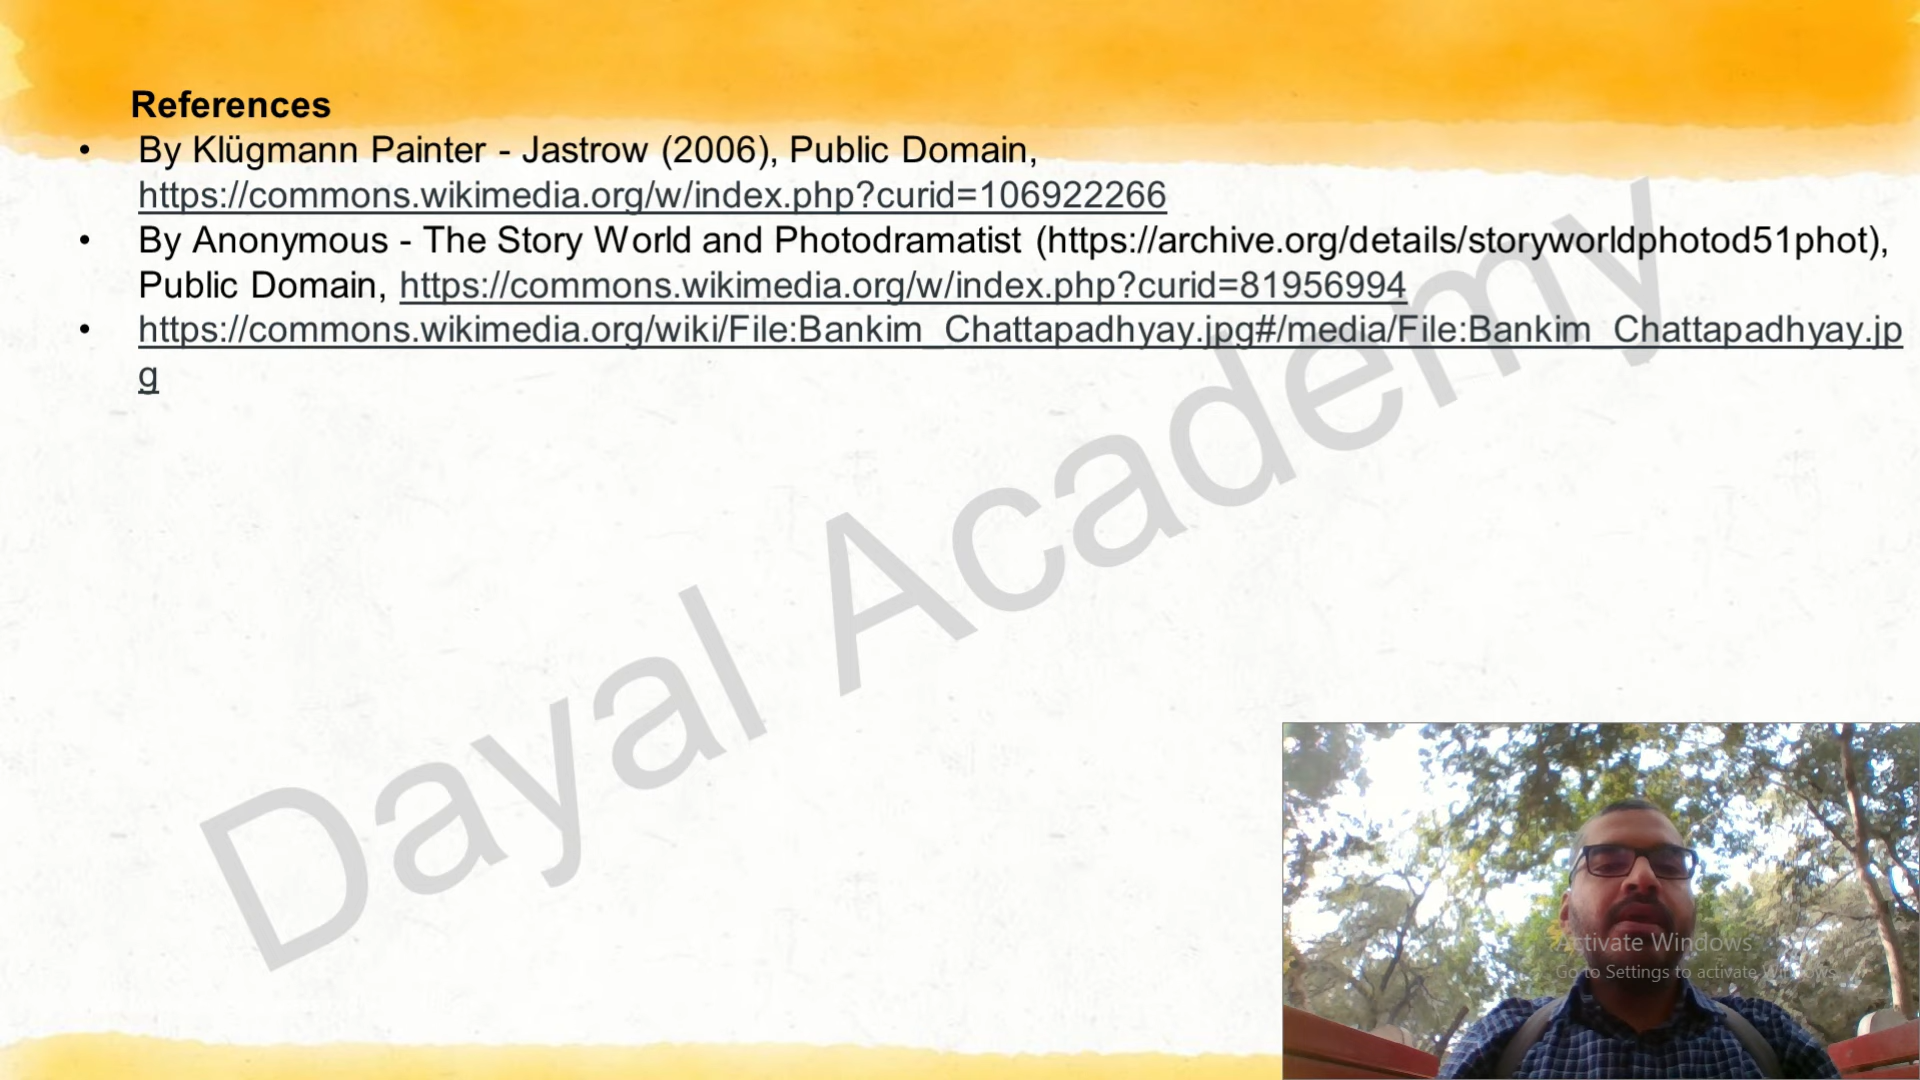 References
• By Klügmann Painter - Jastrow (2006), Public Domain,
https://commons.wikimedia.org/w/index.php?curid=106922266
• By Anonymous - The Story World and Photodramatist (https://archive.org/details/storyworldphotod51phot),
Public Domain, https://commons.wikimedia.org/w/index.php?curid=81956994
• https://commons.wikimedia.org/wiki/File:Bankim_Chattapadhyay.jpg#/media/File:Bankim_Chattapadhyay.jp
g
Dayal Academy
Activate Windows
Go to Settings to activate Windows.